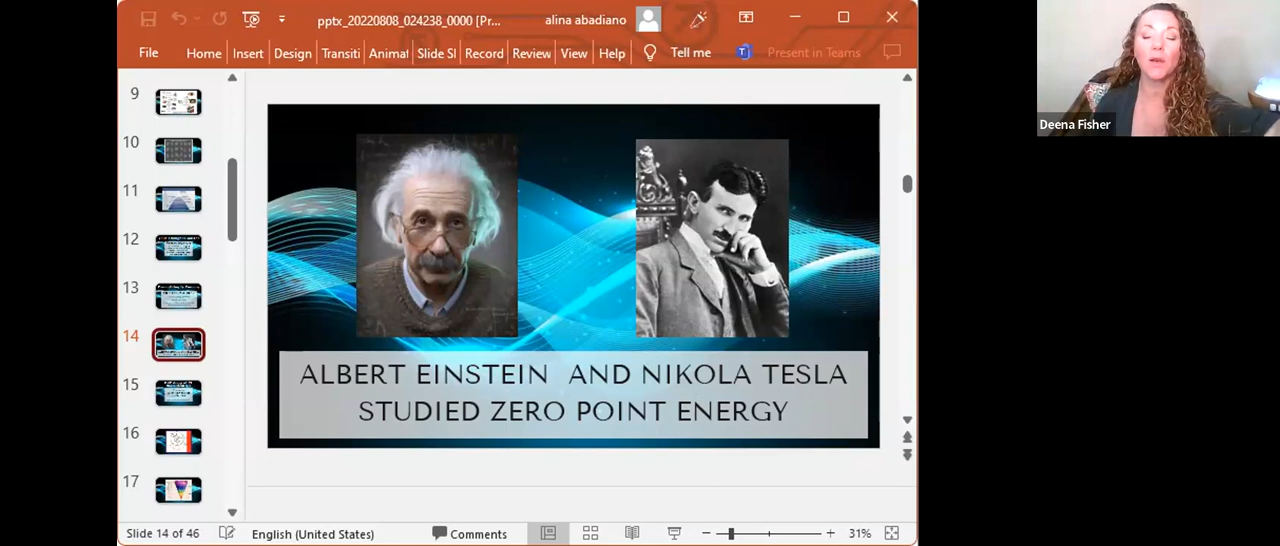 pptx_20220808_024238_0000 [Pr...
alina abadiano
File Home Insert Design Transiti Animat Slide Sl Record Review View Help Tell me Present in Teams
Deena Fisher
9
10
11
12
13
14
15
16
17
ALBERT EINSTEIN AND NIKOLA TESLA
STUDIED ZERO POINT ENERGY
Slide 14 of 46 English (United States) Comments 31%